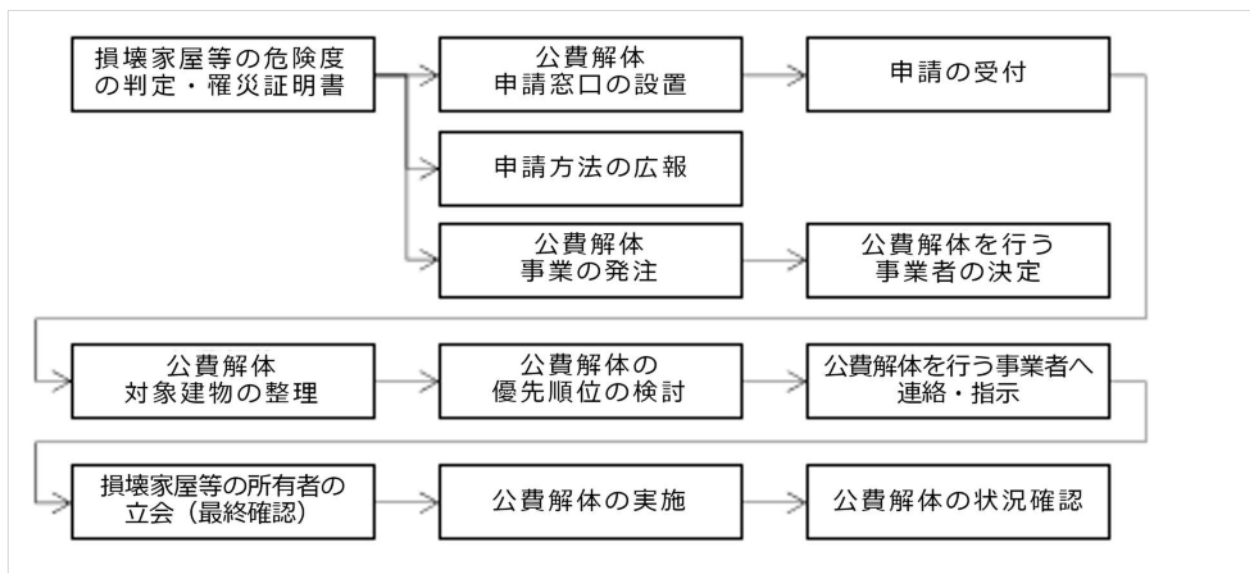 損壊家屋等の危険度
の判定・罹災証明書
公費解体
申請窓口の設置
申請の受付
申請方法の広報
公費解体
事業の発注
公費解体を行う
事業者の決定
公費解体
対象建物の整理
公費解体の
優先順位の検討
公費解体を行う事業者へ
連絡・指示
損壊家屋等の所有者の
立会（最終確認）
公費解体の実施
公費解体の状況確認